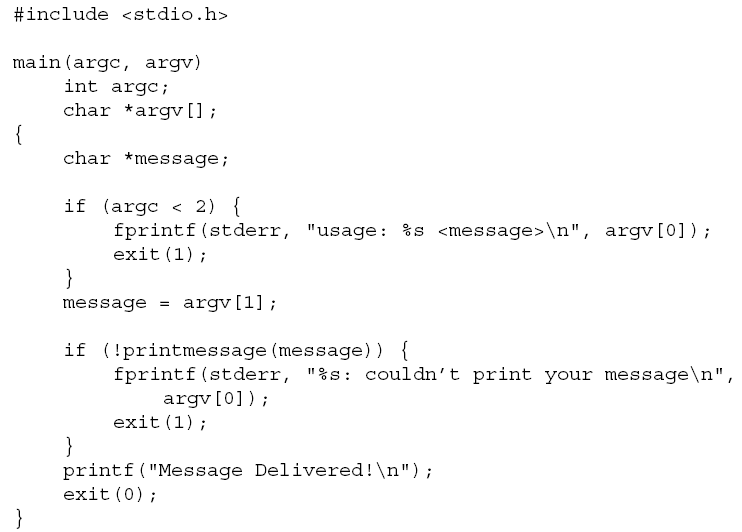 #include <stdio.h>

main(argc, argv)
    int argc;
    char *argv[];
{
    char *message;

    if (argc < 2) {
        fprintf(stderr, "usage: %s <message>\n", argv[0]);
        exit(1);
    }
    message = argv[1];

    if (!printmessage(message)) {
        fprintf(stderr, "%s: couldn’t print your message\n",
            argv[0]);
        exit(1);
    }
    printf("Message Delivered!\n");
    exit(0);
}